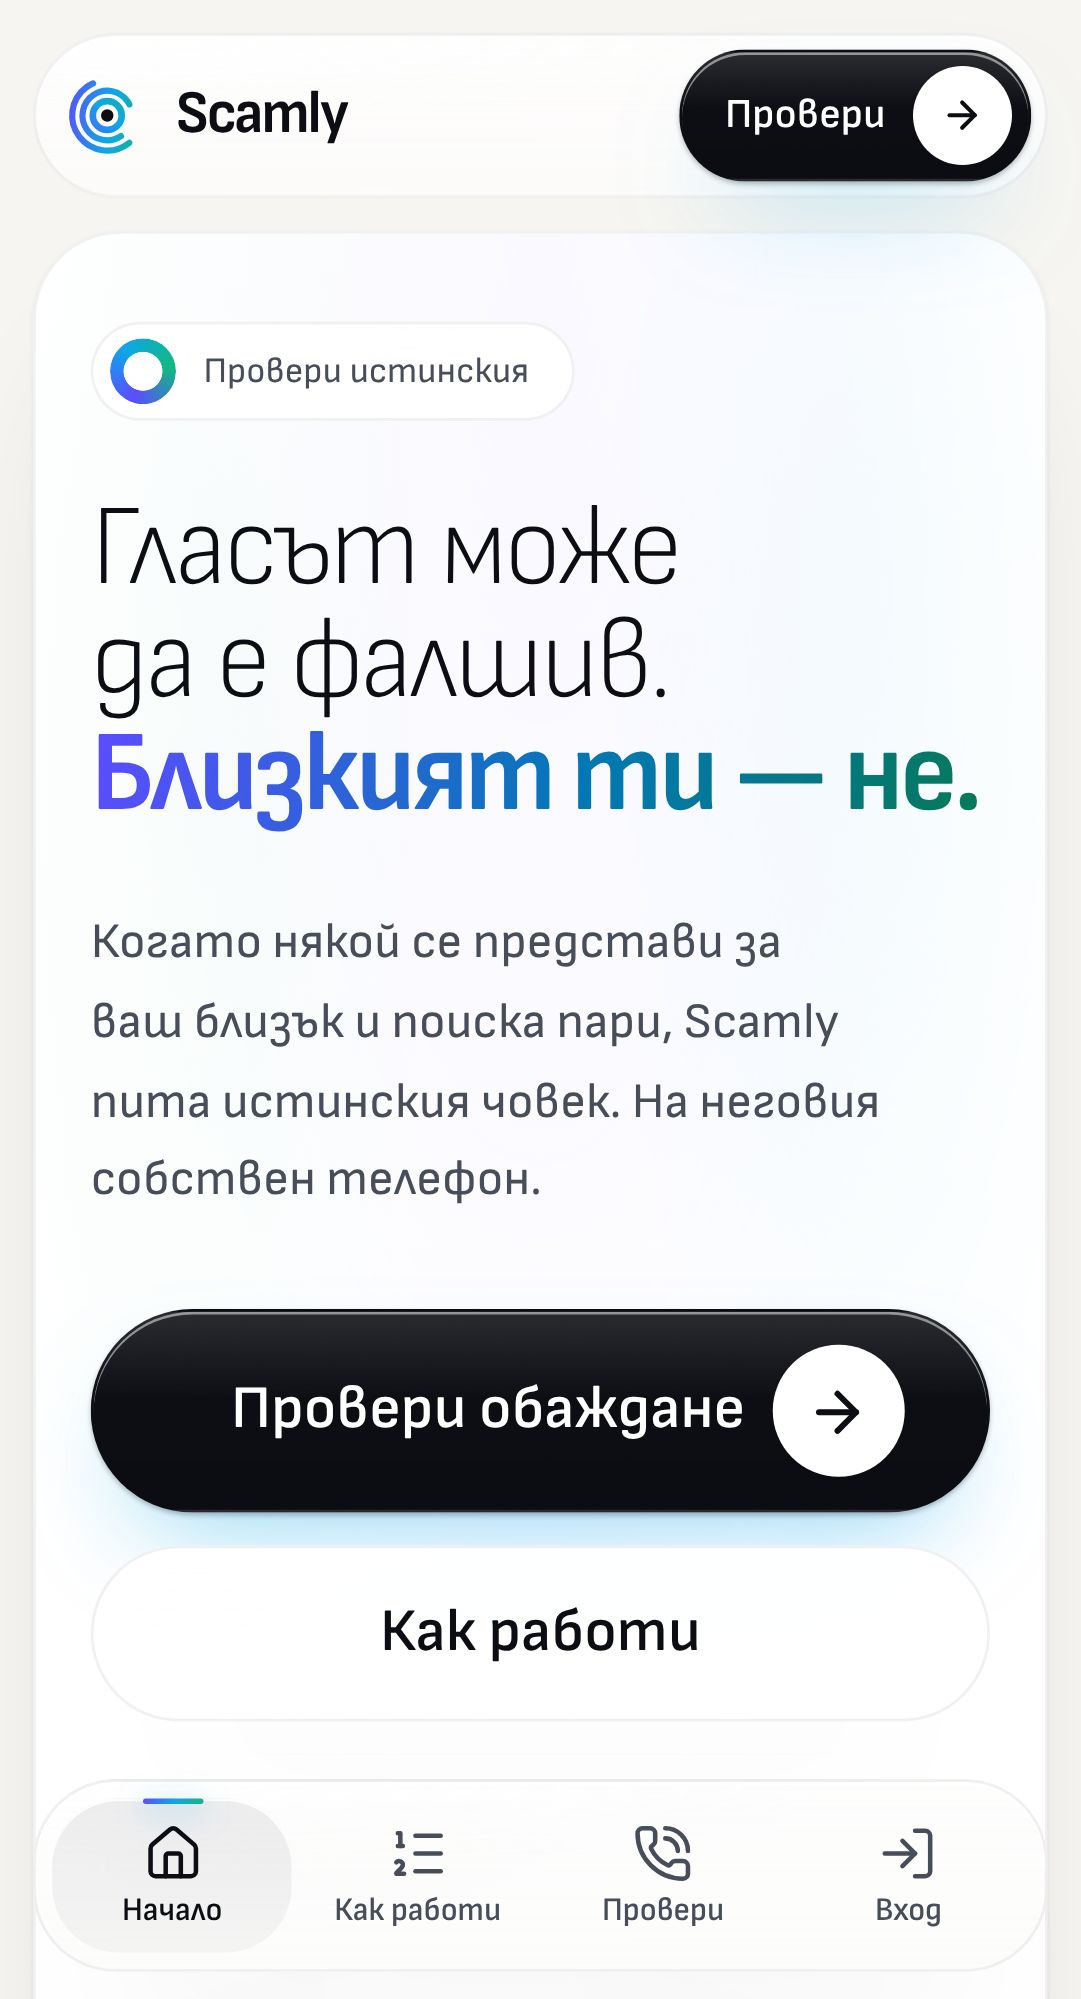 Scamly
Провери
Провери истинския
Гласът може
да е фалшив.
Близкият ти — не.
Когато някой се представи за
ваш близък и поиска пари, Scamly
пита истинския човек. На неговия
собствен телефон.
Провери обаждане
Как работи
Начало
Как работи
Провери
Вход